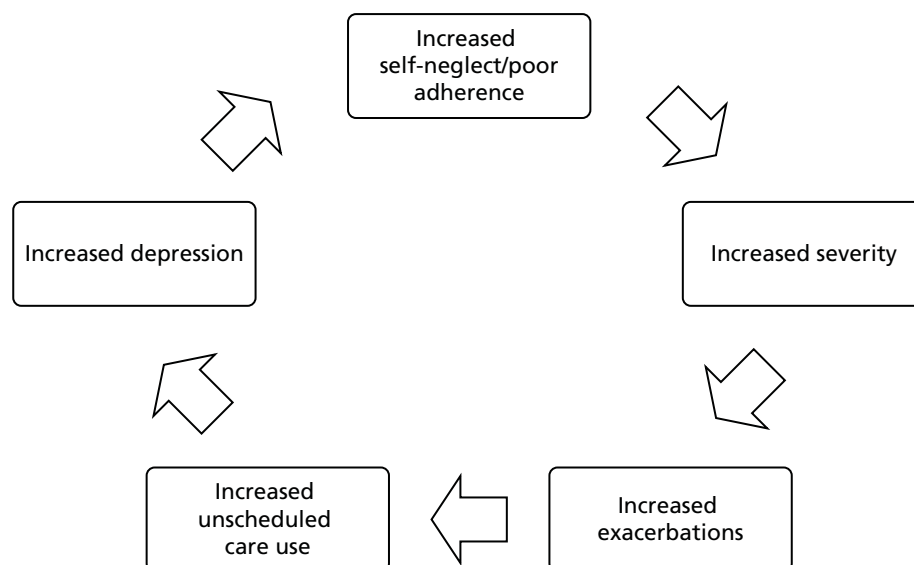 Increased
self-neglect/poor
adherence
Increased severity
Increased
exacerbations
Increased
unscheduled
care use
Increased depression